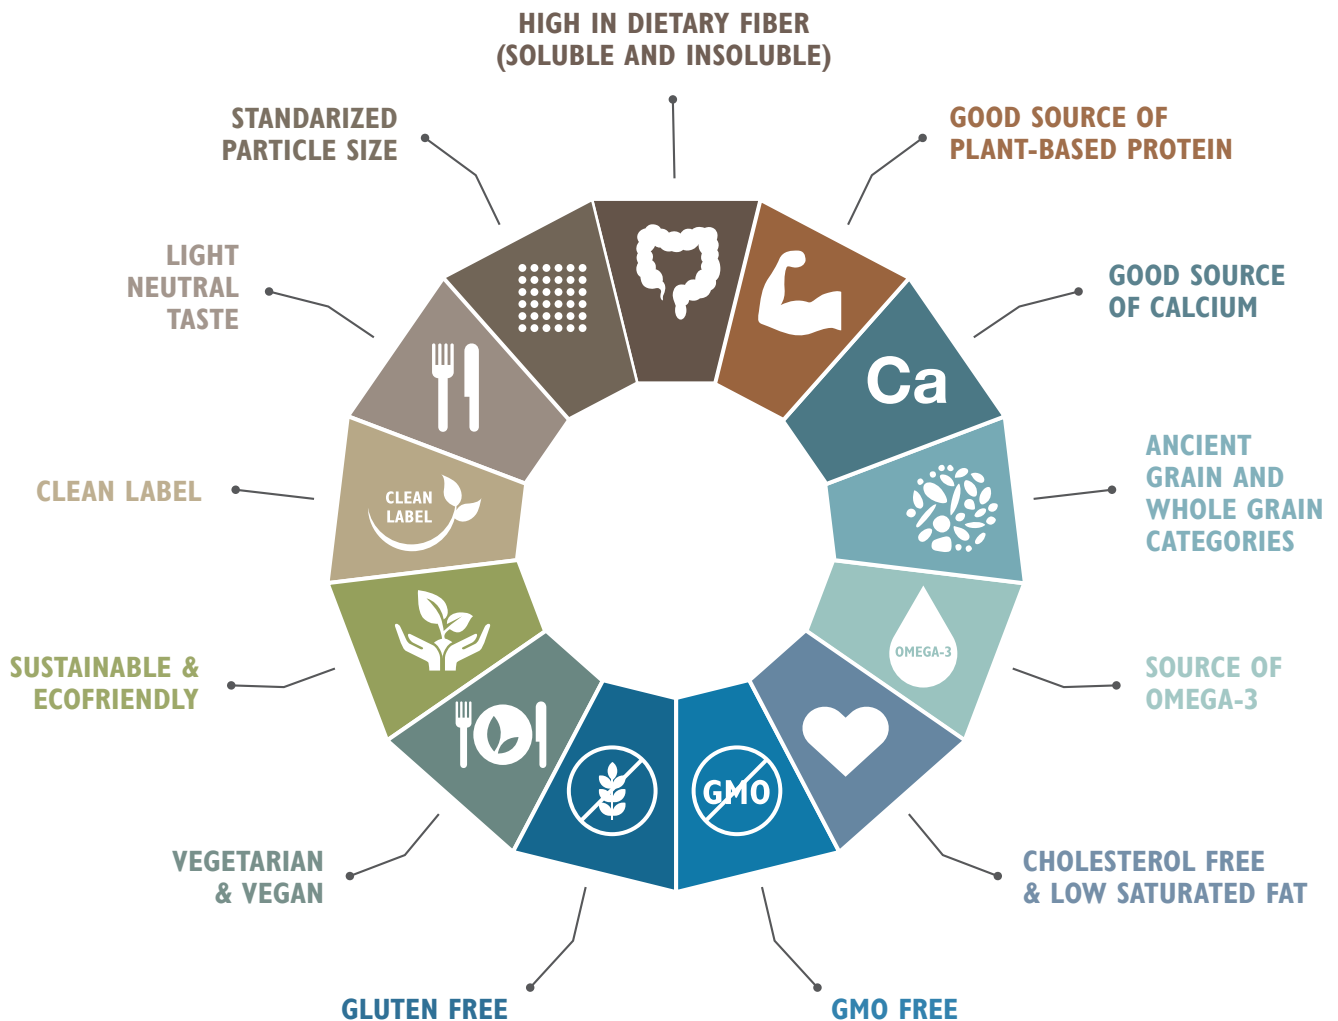 HIGH IN DIETARY FIBER
(SOLUBLE AND INSOLUBLE)
STANDARIZED
PARTICLE SIZE
GOOD SOURCE OF
PLANT-BASED PROTEIN
LIGHT
NEUTRAL
TASTE
GOOD SOURCE
OF CALCIUM
Ca
CLEAN LABEL
CLEAN
LABEL
ANCIENT
GRAIN AND
WHOLE GRAIN
CATEGORIES
SUSTAINABLE &
ECOFRIENDLY
OMEGA-3
SOURCE OF
OMEGA-3
GMO
VEGETARIAN
& VEGAN
CHOLESTEROL FREE
& LOW SATURATED FAT
GLUTEN FREE
GMO FREE